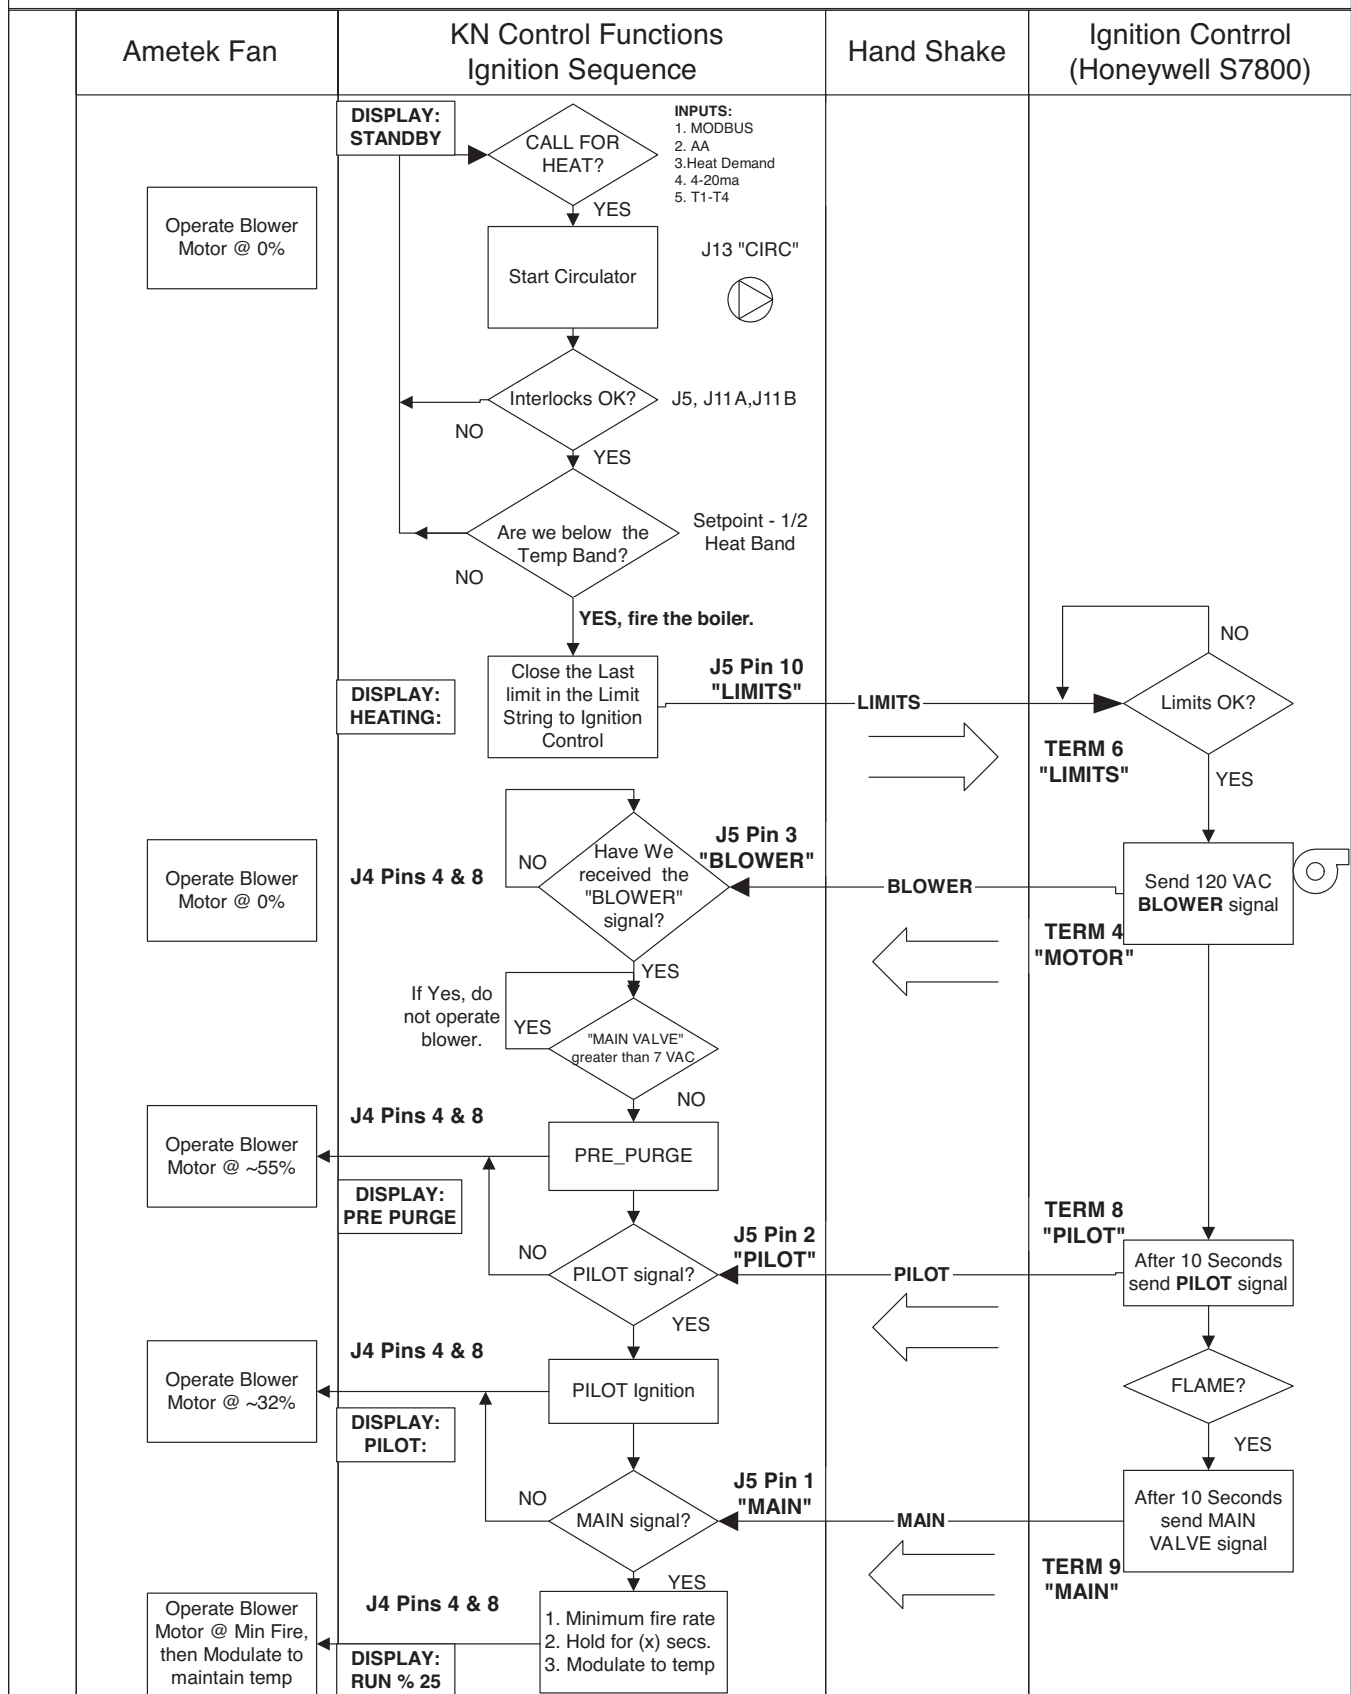 Ametek Fan
KN Control Functions
Ignition Sequence
Hand Shake
Ignition Contrrol
(Honeywell S7800)
DISPLAY:
STANDBY
CALL FOR
HEAT?
INPUTS:
1. MODBUS
2. AA
3.Heat Demand
4. 4-20ma
5. T1-T4
YES
Operate Blower
Motor @ 0%
Start Circulator
J13 "CIRC"
Interlocks OK?
J5, J11A,J11B
NO
YES
Are we below the
Temp Band?
Setpoint - 1/2
Heat Band
NO
YES, fire the boiler.
DISPLAY:
HEATING:
Close the Last
limit in the Limit
String to Ignition
Control
J5 Pin 10
"LIMITS"
LIMITS
NO
Limits OK?
TERM 6
"LIMITS"
YES
Operate Blower
Motor @ 0%
J4 Pins 4 & 8
NO
Have We
received the
"BLOWER"
signal?
J5 Pin 3
"BLOWER"
BLOWER
Send 120 VAC
BLOWER signal
TERM 4
"MOTOR"
YES
If Yes, do
not operate
blower.
YES
"MAIN VALVE"
greater than 7 VAC
NO
J4 Pins 4 & 8
Operate Blower
Motor @ ~55%
PRE_PURGE
DISPLAY:
PRE PURGE
NO
PILOT signal?
J5 Pin 2
"PILOT"
PILOT
TERM 8
"PILOT"
After 10 Seconds
send PILOT signal
YES
J4 Pins 4 & 8
Operate Blower
Motor @ ~32%
PILOT Ignition
FLAME?
DISPLAY:
PILOT:
YES
NO
MAIN signal?
J5 Pin 1
"MAIN"
MAIN
After 10 Seconds
send MAIN
VALVE signal
TERM 9
"MAIN"
YES
J4 Pins 4 & 8
Operate Blower
Motor @ Min Fire,
then Modulate to
maintain temp
1. Minimum fire rate
2. Hold for (x) secs.
3. Modulate to temp
DISPLAY:
RUN % 25